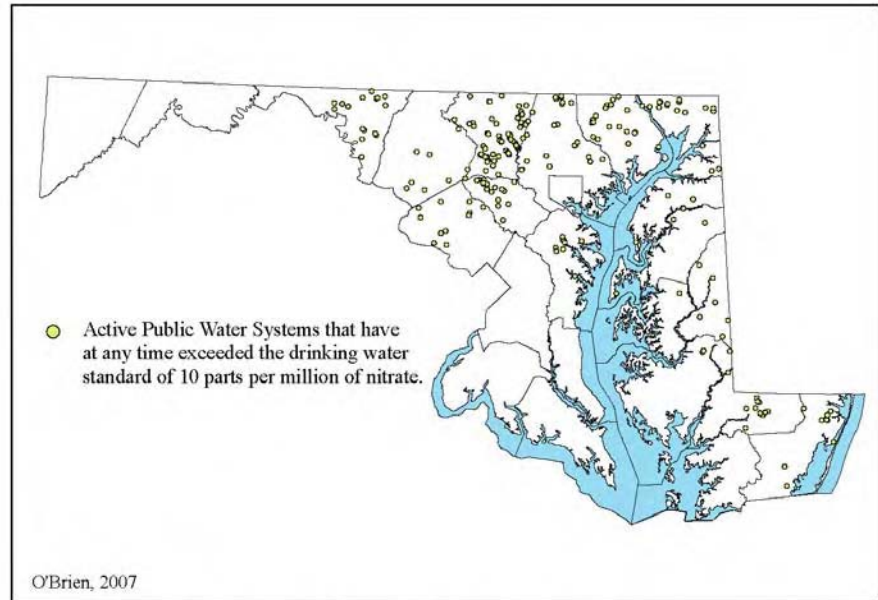 Active Public Water Systems that have
at any time exceeded the drinking water
standard of 10 parts per million of nitrate.
O'Brien, 2007